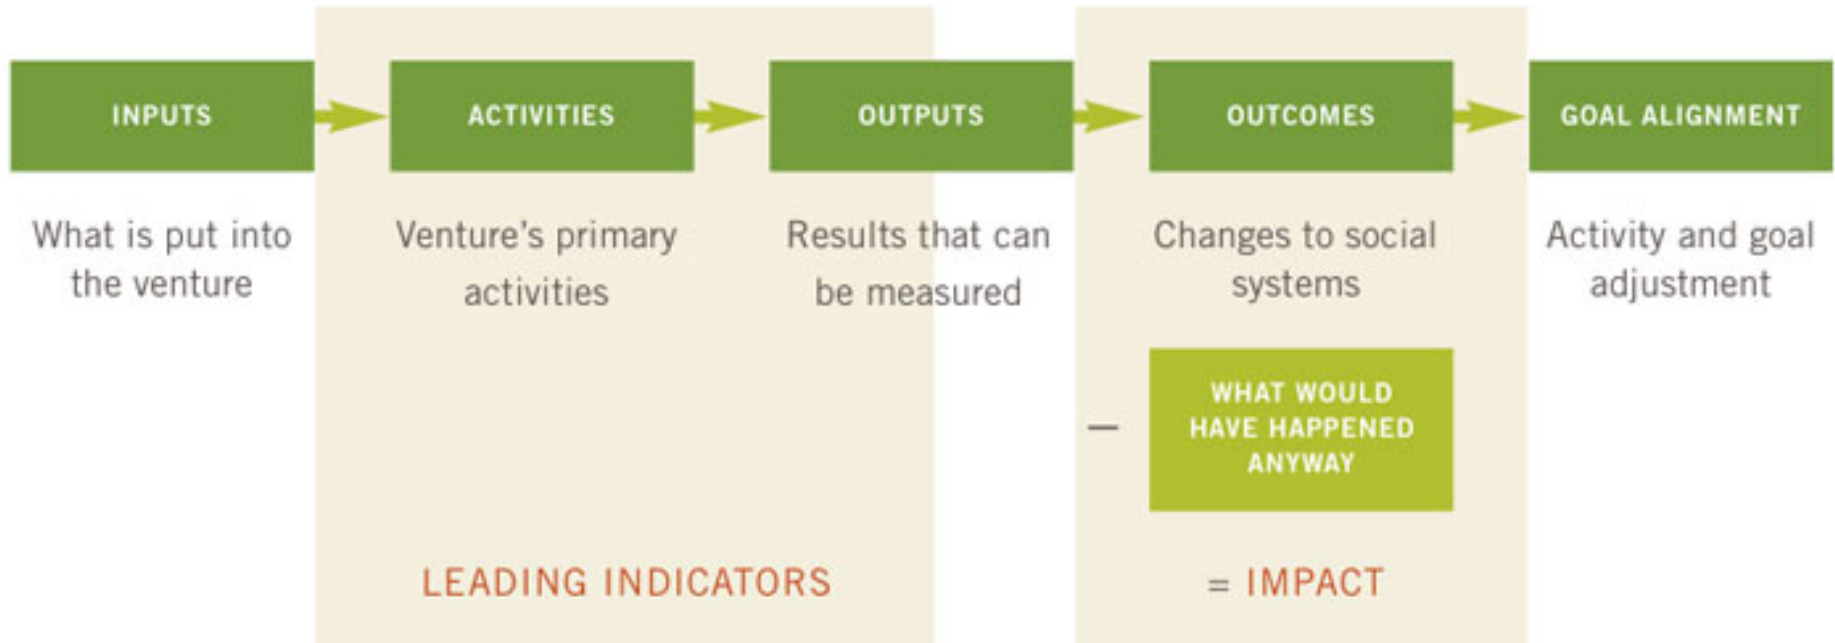 INPUTS
ACTIVITIES
OUTPUTS
OUTCOMES
GOAL ALIGNMENT
What is put into
the venture
Venture's primary
activities
Results that can
be measured
Changes to social
systems
Activity and goal
adjustment
–
WHAT WOULD
HAVE HAPPENED
ANYWAY
LEADING INDICATORS
= IMPACT